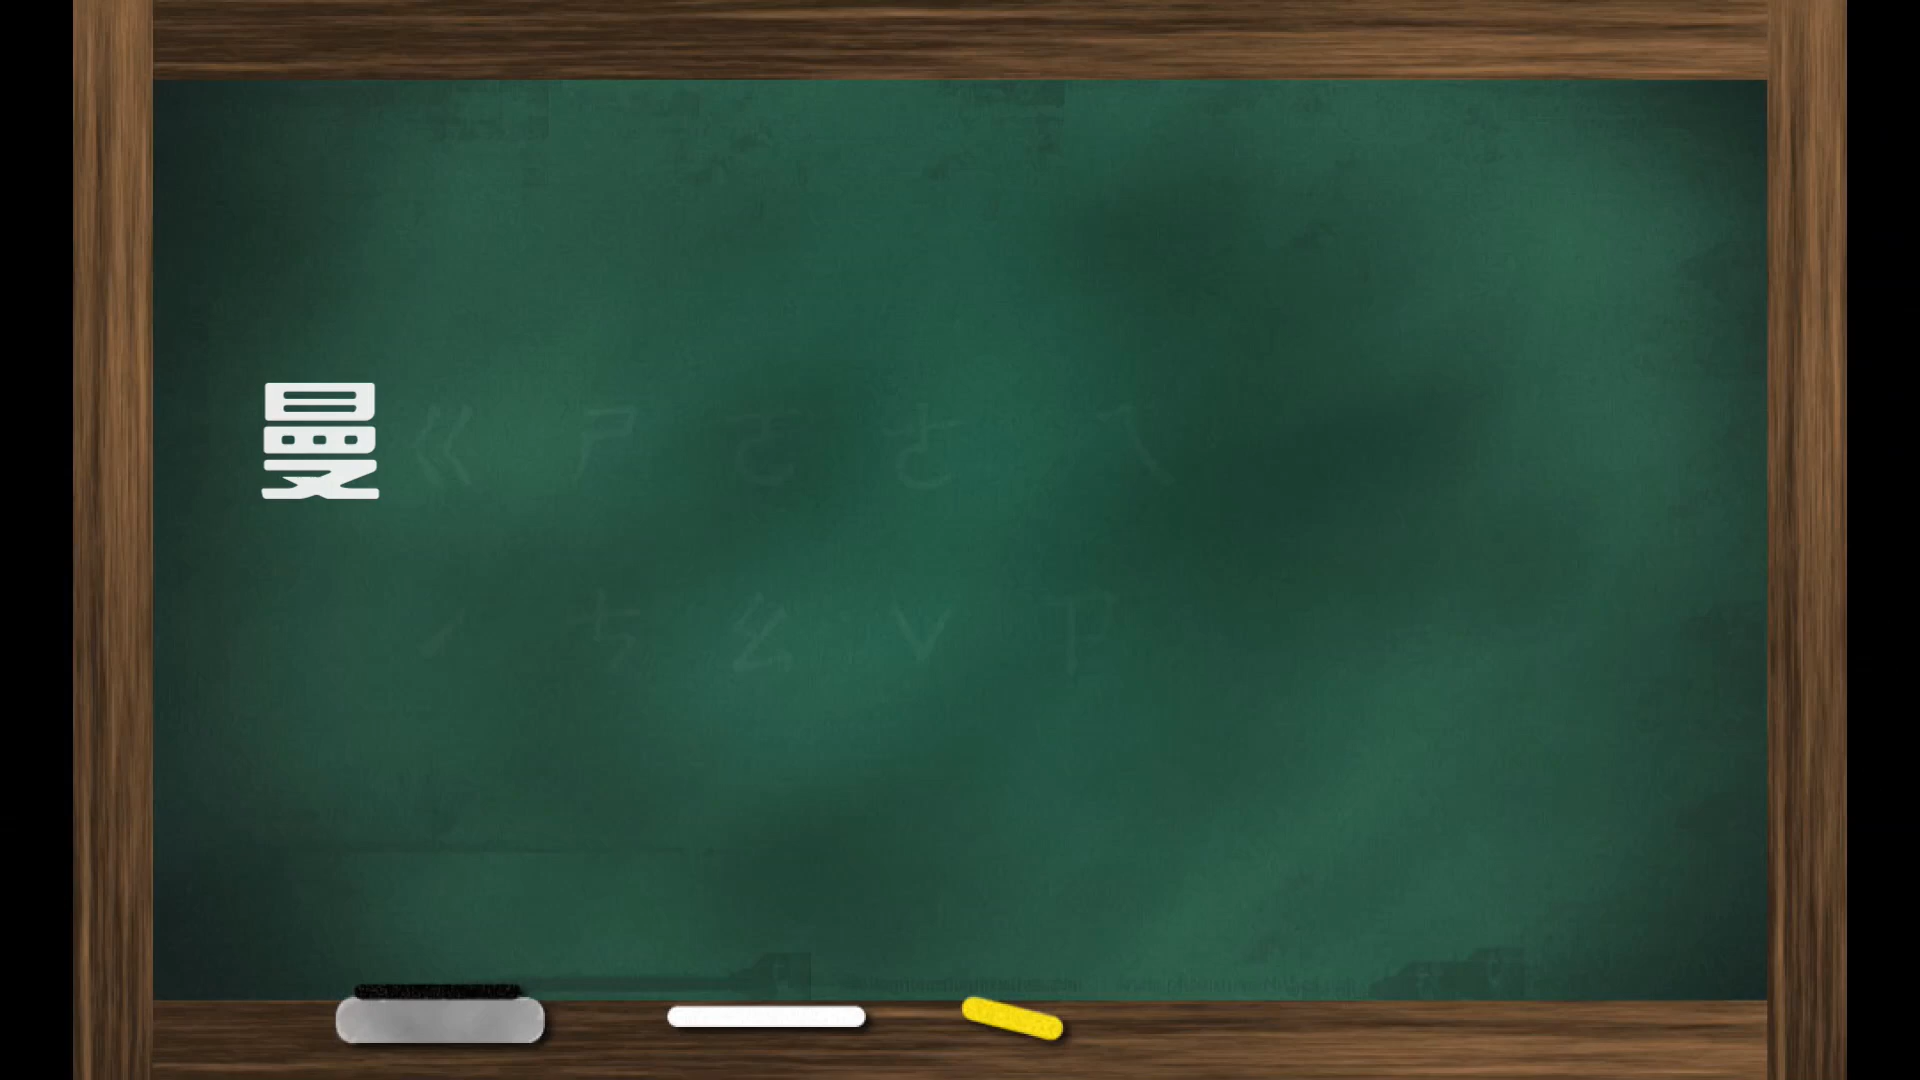 曼
ㄍ ㄕ ㄛ ㄜ ㄟ
ˊ ㄘ ㄠ ˇ ㄗ